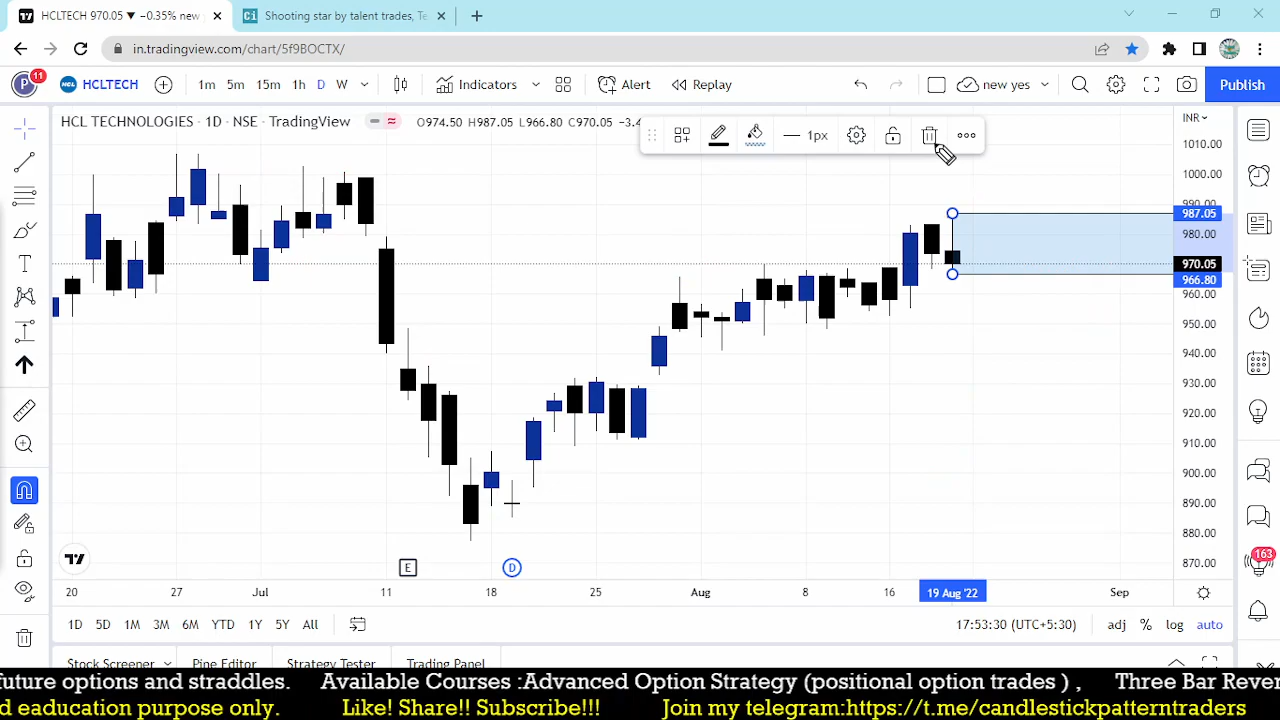 HCLTECH 970.05 ▼ −0.35% new
Shooting star by talent trades, Te
in.tradingview.com/chart/5f9BOCTX/
P 11 HCL HCLTECH 1m 5m 15m 1h D W Indicators Alert Replay new yes Publish
HCL TECHNOLOGIES · 1D · NSE · TradingView O974.50 H987.05 L966.80 C970.05 −3.4
1px
INR
1010.00
1000.00
990.00
987.05
980.00
970.05
966.80
960.00
950.00
940.00
930.00
920.00
910.00
900.00
890.00
880.00
870.00
E D
20 27 Jul 11 18 25 Aug 8 16 19 Aug '22 Sep
163
1D 5D 1M 3M 6M YTD 1Y 5Y All 17:53:30 (UTC+5:30) adj % log auto
Stock Screener Pine Editor Strategy Tester Trading Panel
future options and straddles. Available Courses :Advanced Option Strategy (positional option trades ) , Three Bar Rever
d eaducation purpose only. Like! Share!! Subscribe!!! Join my telegram:https://t.me/candlestickpatterntraders